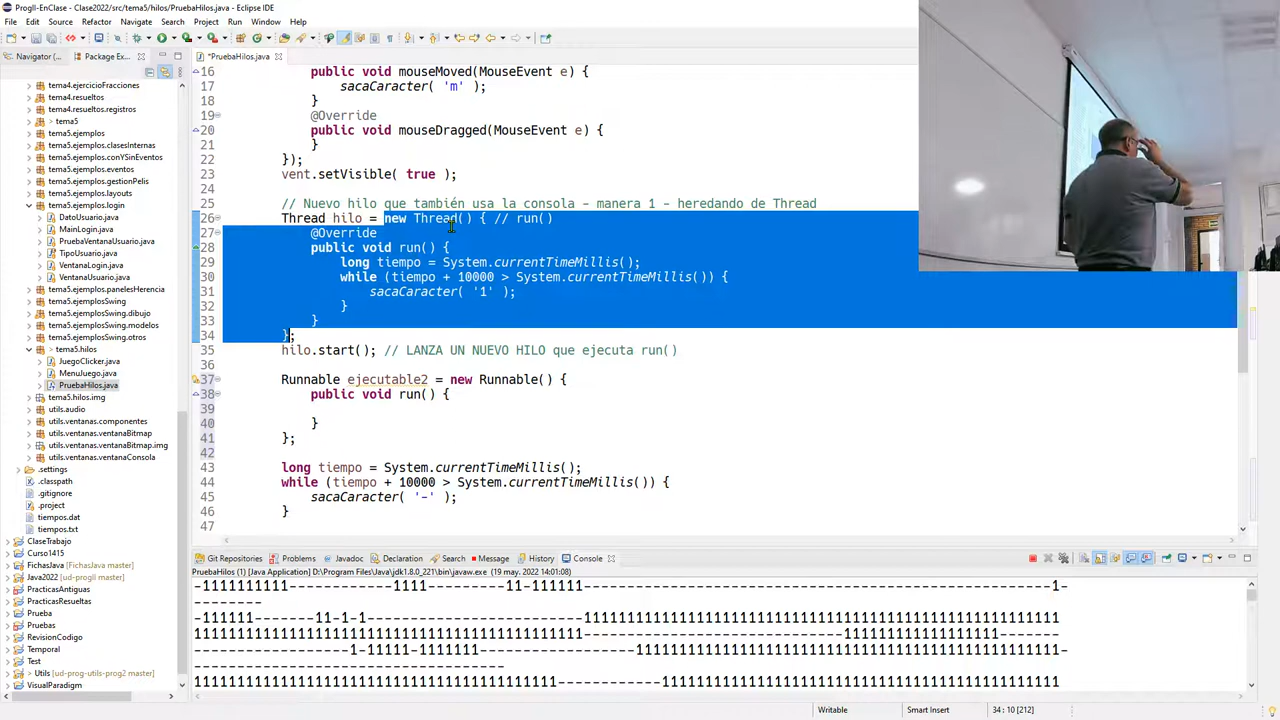 ProgII-EnClase - Clase2022/src/tema5/hilos/PruebaHilos.java - Eclipse IDE
File Edit Source Refactor Navigate Search Project Run Window Help
Navigator (... Package Ex...
tema4.ejercicioFracciones
tema4.resueltos
tema4.resueltos.registros
> tema5
tema5.ejemplos
tema5.ejemplos.clasesInternas
tema5.ejemplos.conYSinEventos
tema5.ejemplos.eventos
tema5.ejemplos.gestionPelis
tema5.ejemplos.layouts
tema5.ejemplos.login
DatoUsuario.java
MainLogin.java
PruebaVentanaUsuario.java
TipoUsuario.java
VentanaLogin.java
VentanaUsuario.java
tema5.ejemplos.panelesHerencia
tema5.ejemplosSwing
tema5.ejemplosSwing.dibujo
tema5.ejemplosSwing.modelos
tema5.ejemplosSwing.otros
> tema5.hilos
JuegoClicker.java
MenuJuego.java
PruebaHilos.java
tema5.hilos.img
utils.audio
utils.ventanas.componentes
utils.ventanas.ventanaBitmap
utils.ventanas.ventanaBitmap.img
utils.ventanas.ventanaConsola
.settings
.classpath
.gitignore
.project
tiempos.dat
tiempos.txt
ClaseTrabajo
Curso1415
FichasJava [FichasJava master]
Java2022 [ud-progII master]
PracticasAntiguas
PracticasResueltas
Prueba
Pruebas
RevisionCodigo
Temporal
Test
> Utils [ud-prog-utils-prog2 master]
VisualParadigm
*PruebaHilos.java
16 public void mouseMoved(MouseEvent e) {
17 sacaCaracter( 'm' );
18 }
19 @Override
20 public void mouseDragged(MouseEvent e) {
21 }
22 });
23 vent.setVisible( true );
24
25 // Nuevo hilo que también usa la consola - manera 1 - heredando de Thread
26 Thread hilo = new Thread() { // run()
27 @Override
28 public void run() {
29 long tiempo = System.currentTimeMillis();
30 while (tiempo + 10000 > System.currentTimeMillis()) {
31 sacaCaracter( '1' );
32 }
33 }
34 };
35 hilo.start(); // LANZA UN NUEVO HILO que ejecuta run()
36
37 Runnable ejecutable2 = new Runnable() {
38 public void run() {
39
40 }
41 };
42
43 long tiempo = System.currentTimeMillis();
44 while (tiempo + 10000 > System.currentTimeMillis()) {
45 sacaCaracter( '-' );
46 }
47
Git Repositories Problems Javadoc Declaration Search Message History Console
PruebaHilos (1) [Java Application] D:\Program Files\Java\jdk1.8.0_221\bin\javaw.exe (19 may. 2022 14:01:08)
Writable Smart Insert 34 : 10 [212]